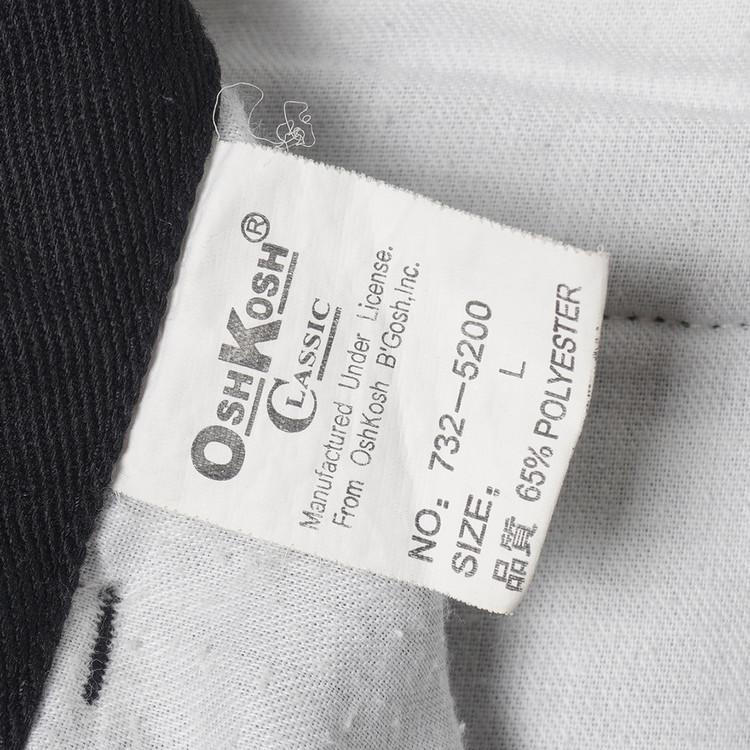 OSHKOSH®
CLASSIC
Manufactured Under License.
From OshKosh B'Gosh,Inc.
NO: 732-5200
SIZE: L
品質 65% POLYESTER